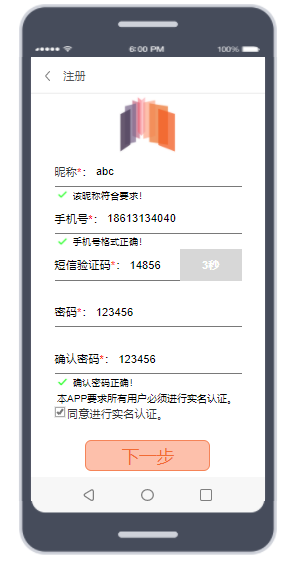 6:00 PM 100%
注册
昵称*： abc
该昵称符合要求！
手机号*： 18613134040
手机号格式正确！
短信验证码*： 14856 3秒
密码*： 123456
确认密码*： 123456
确认密码正确！
本APP要求所有用户必须进行实名认证。
同意进行实名认证。
下一步